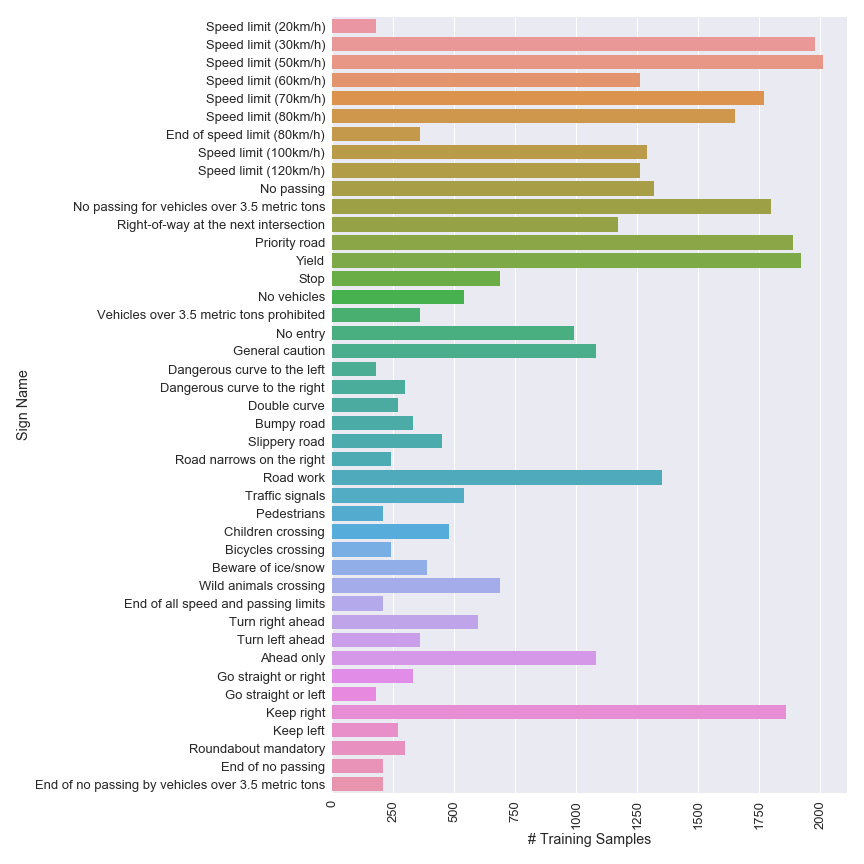 Speed limit (20km/h)
Speed limit (30km/h)
Speed limit (50km/h)
Speed limit (60km/h)
Speed limit (70km/h)
Speed limit (80km/h)
End of speed limit (80km/h)
Speed limit (100km/h)
Speed limit (120km/h)
No passing
No passing for vehicles over 3.5 metric tons
Right-of-way at the next intersection
Priority road
Yield
Stop
No vehicles
Vehicles over 3.5 metric tons prohibited
No entry
General caution
Dangerous curve to the left
Dangerous curve to the right
Double curve
Bumpy road
Slippery road
Road narrows on the right
Road work
Traffic signals
Pedestrians
Children crossing
Bicycles crossing
Beware of ice/snow
Wild animals crossing
End of all speed and passing limits
Turn right ahead
Turn left ahead
Ahead only
Go straight or right
Go straight or left
Keep right
Keep left
Roundabout mandatory
End of no passing
End of no passing by vehicles over 3.5 metric tons
Sign Name
0
250
500
750
1000
1250
1500
1750
2000
# Training Samples